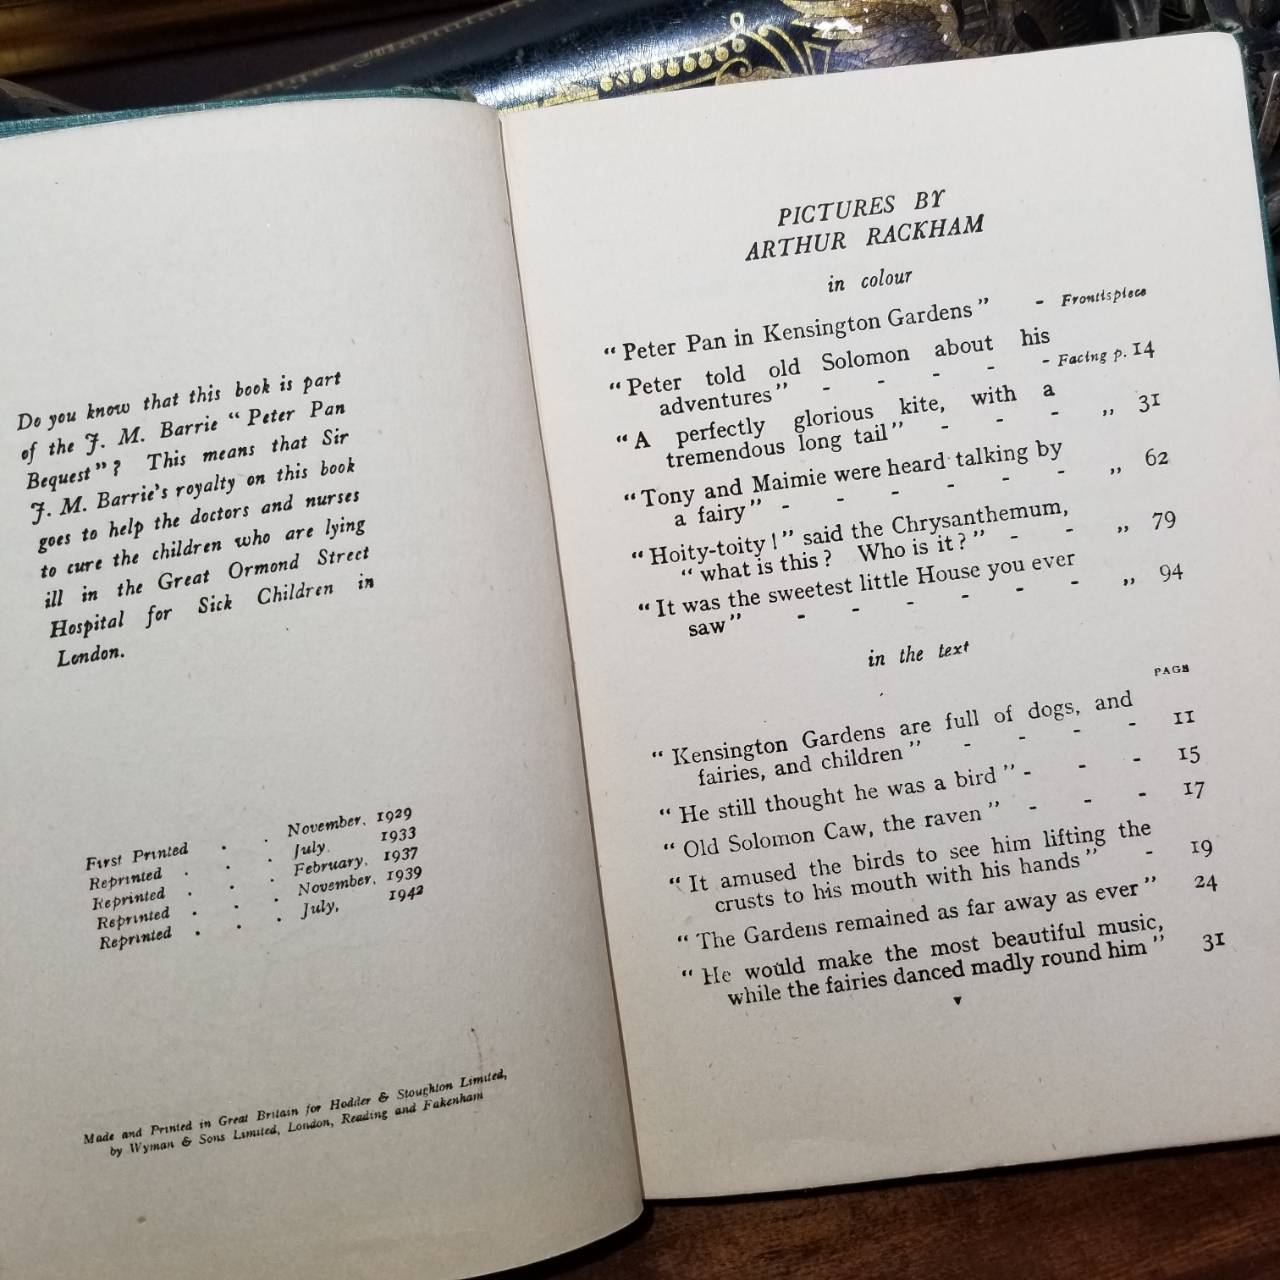 Do you know that this book is part
of the J. M. Barrie “Peter Pan
Bequest”? This means that Sir
J. M. Barrie's royalty on this book
goes to help the doctors and nurses
to cure the children who are lying
ill in the Great Ormond Street
Hospital for Sick Children in
London.
First Printed . . November, 1929
Reprinted . . . July, 1933
Reprinted . . . February, 1937
Reprinted . . . November, 1939
Reprinted . . . July, 1942
Made and Printed in Great Britain for Hodder & Stoughton Limited,
by Wyman & Sons Limited, London, Reading and Fakenham
PICTURES BY
ARTHUR RACKHAM
in colour
“Peter Pan in Kensington Gardens” - Frontispiece
“Peter told old Solomon about his
adventures” - - - - - Facing p. 14
“A perfectly glorious kite, with a
tremendous long tail” - - - ,, 31
“Tony and Maimie were heard talking by
a fairy” - - - - - - ,, 62
“Hoity-toity!” said the Chrysanthemum,
“what is this? Who is it?” - - ,, 79
“It was the sweetest little House you ever
saw” - - - - - - ,, 94
in the text
PAGE
“Kensington Gardens are full of dogs, and
fairies, and children” - - - - 11
“He still thought he was a bird” - - - 15
“Old Solomon Caw, the raven” - - - 17
“It amused the birds to see him lifting the
crusts to his mouth with his hands” - 19
“The Gardens remained as far away as ever” 24
“He would make the most beautiful music,
while the fairies danced madly round him” 31